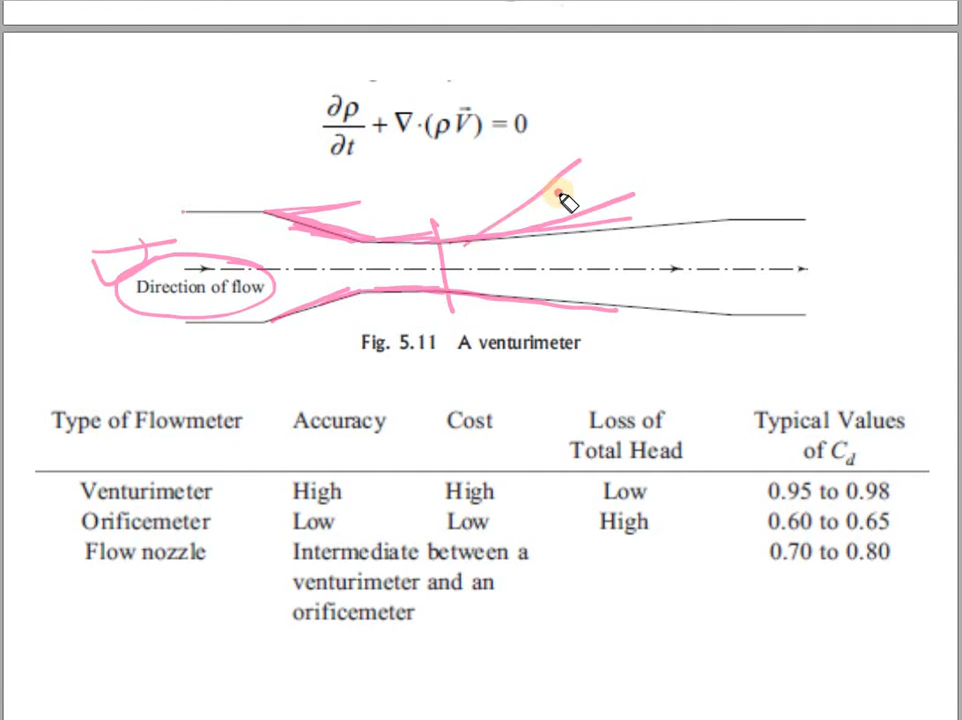 ∂ρ/∂t + ∇·(ρV⃗) = 0
Direction of flow
Fig. 5.11 A venturimeter
Type of Flowmeter Accuracy Cost Loss of Total Head Typical Values of C_d
Venturimeter High High Low 0.95 to 0.98
Orificemeter Low Low High 0.60 to 0.65
Flow nozzle Intermediate between a 0.70 to 0.80
venturimeter and an
orificemeter